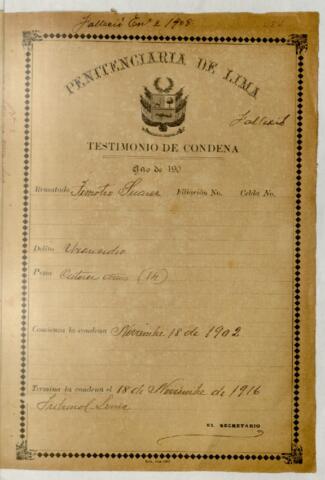 Falleció En° 2 1908
PENITENCIARIA DE LIMA
Falleció
TESTIMONIO DE CONDENA
Año de 190
Rematado Timoteo Suarez Filiación No. Celda No.
Delito Uxoricidio
Pena Catorce años (14)
Comienza la condena Noviembre 18 de 1902
Termina la condena el 18 de Noviembre de 1916
Tribunal Lima
EL SECRETARIO